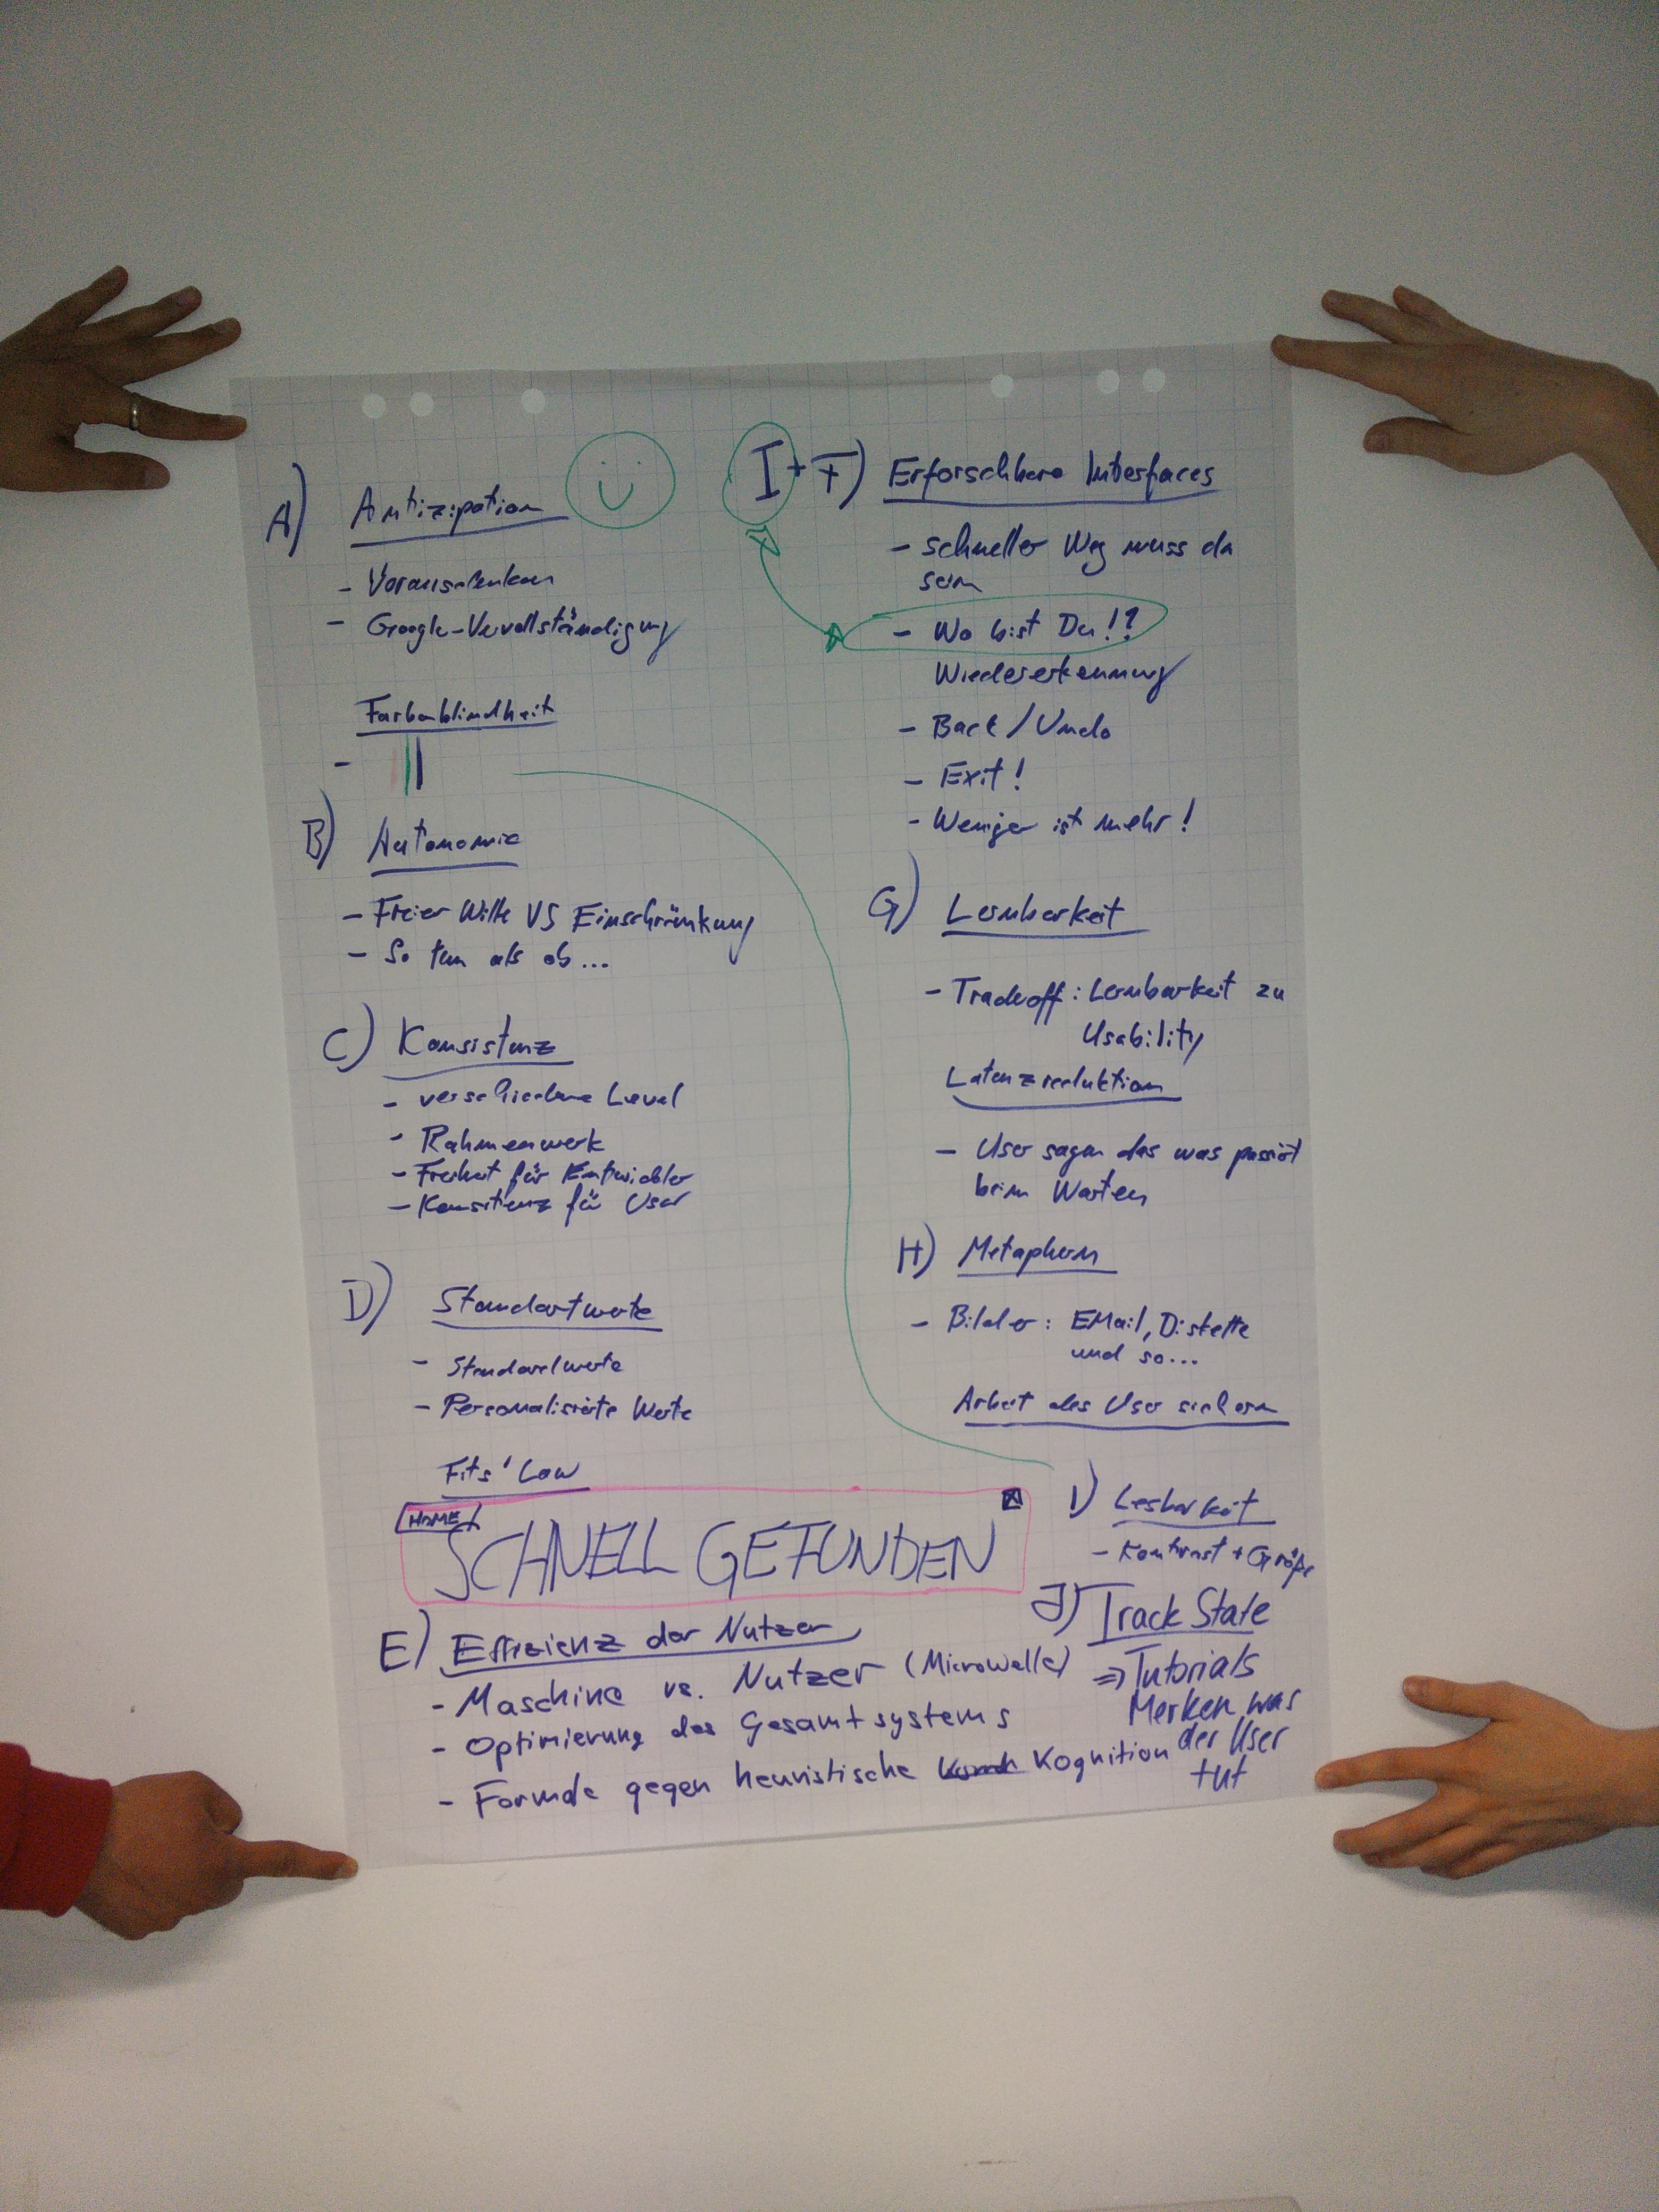 A) Antizipation
- Vorausdenken
- Google-Vervollständigung
Farbenblindheit
-
B) Autonomie
- Freier Wille VS Einschränkung
- So tun als ob...
C) Konsistenz
- verschiedene Level
- Rahmenwerk
- Freiheit für Entwickler
- Konsitenz für User
D) Standartwerte
- Standardwerte
- Personalisierte Werte
Fits' Law
HOME
SCHNELL GEFUNDEN
E) Effizienz der Nutzer
- Maschine vs. Nutzer (Microwelle)
- Optimierung des Gesamtsystems
- Formale gegen heuristische Kognition
I + F) Erforschbare Interfaces
- schneller Weg muss da
sein
- Wo bist Du!?
Wiedererkennung
- Back / Undo
- Exit!
- Weniger ist mehr!
G) Lernbarkeit
- Tradeoff: Lernbarkeit zu
Usability
Latenzreduktion
- User sagen das was passiert
beim Warten
H) Metaphern
- Bilder: EMail, Diskette
und so...
Arbeit des User sichern
I) Lesbarkeit
- Kontrast + Größe
J) Track State
=> Tutorials
Merken was
der User
tut